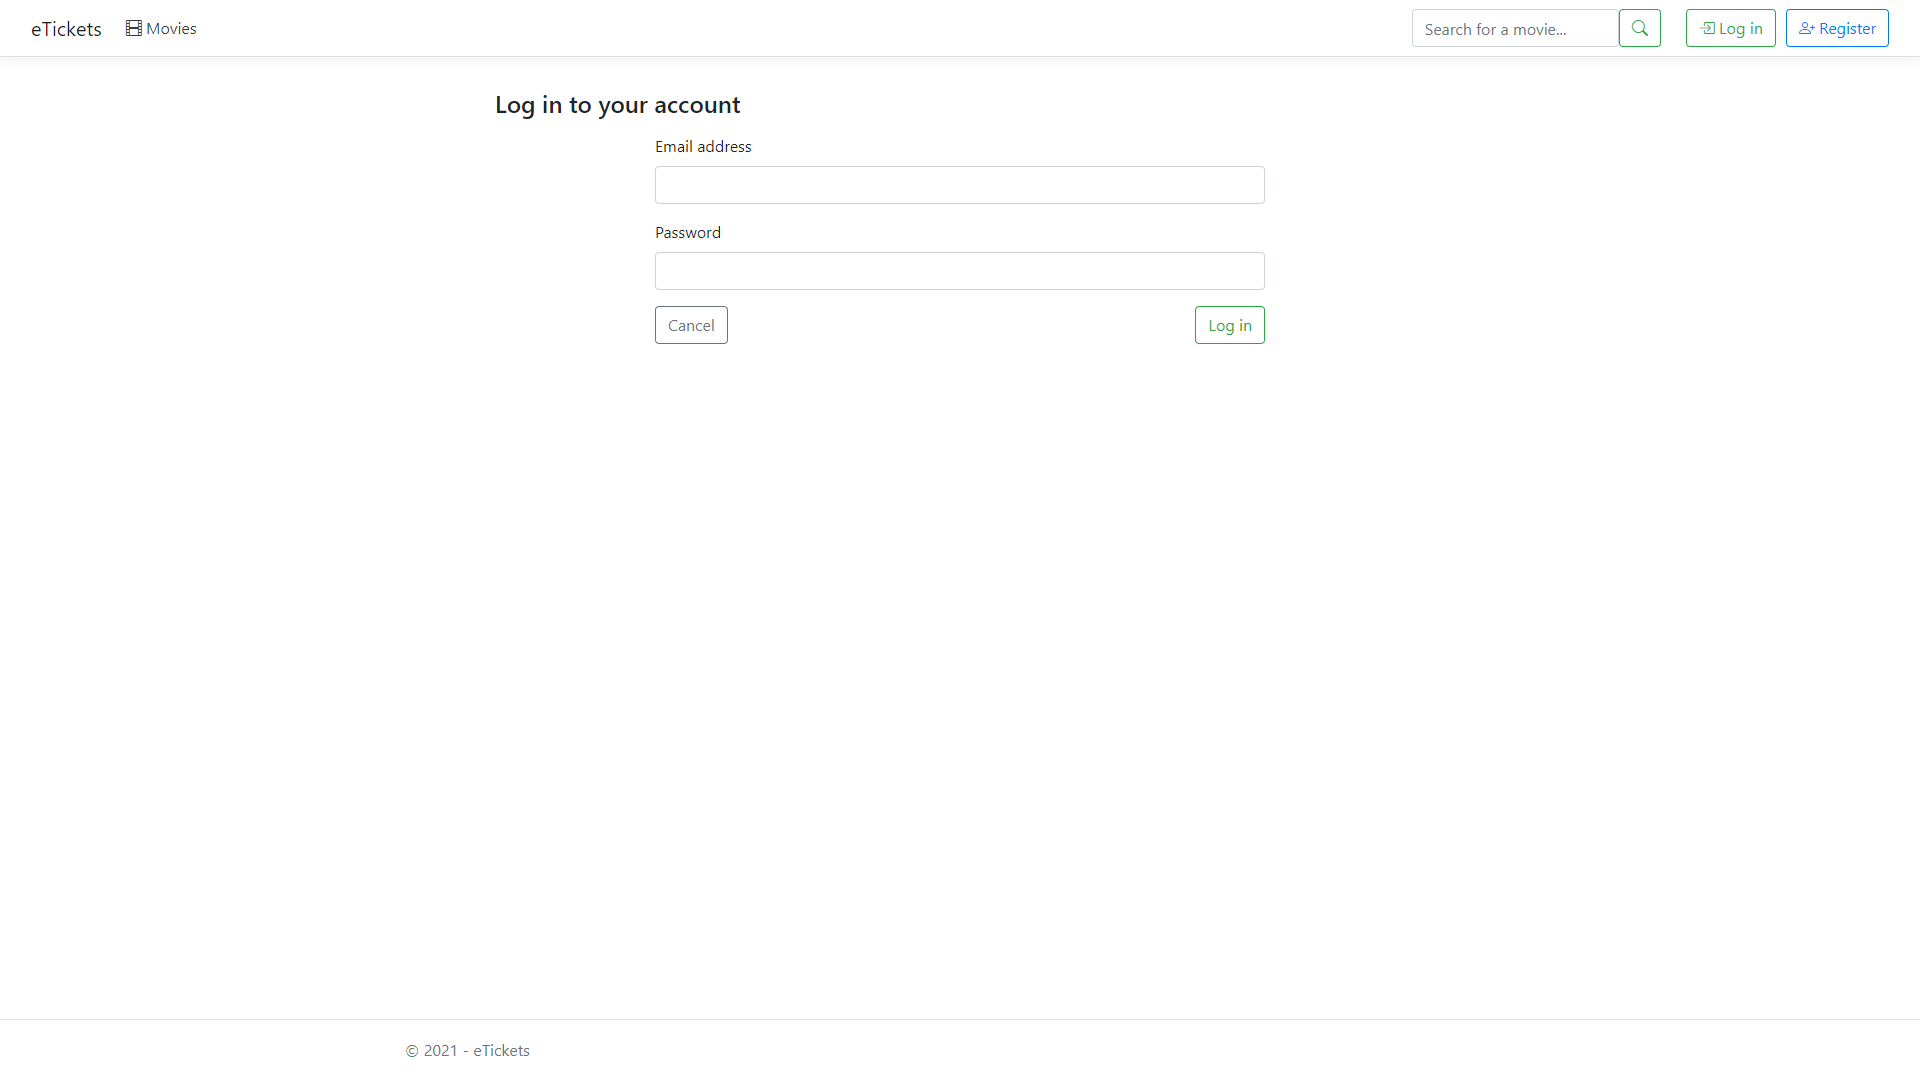 eTickets Movies Search for a movie... Log in Register
Log in to your account
Email address
Password
Cancel Log in
© 2021 - eTickets